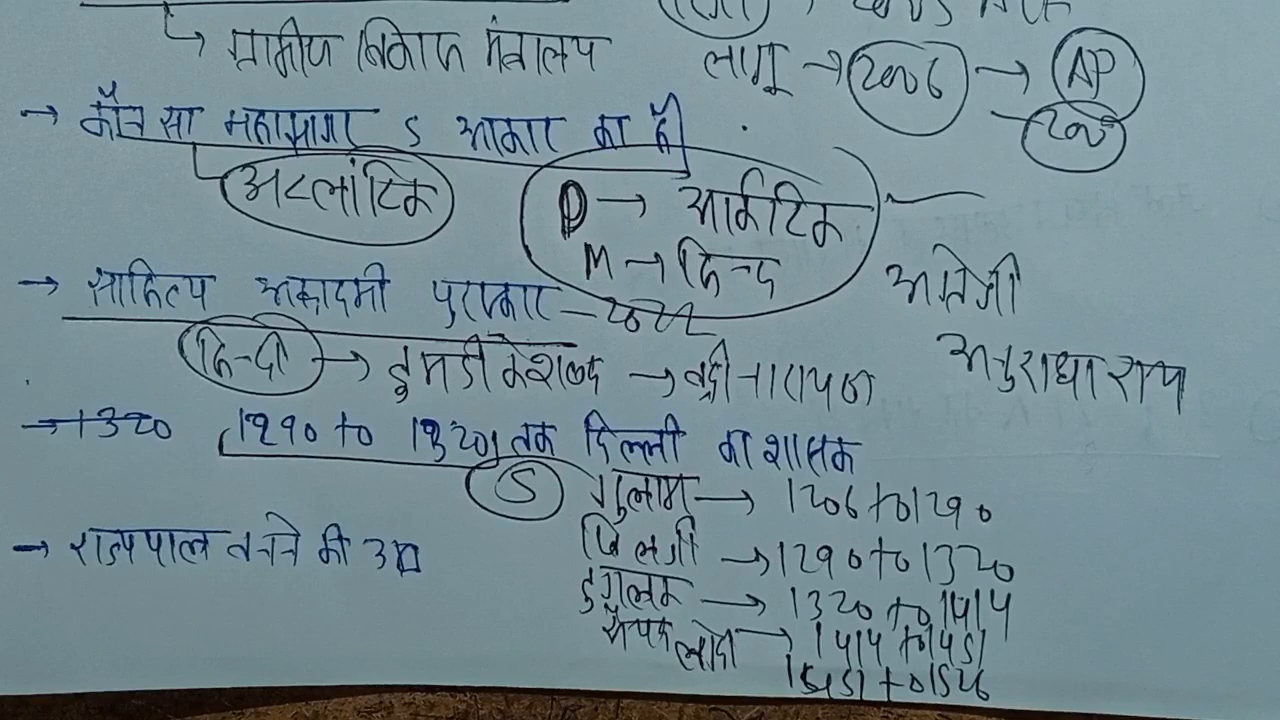 ग्रामीण विकास मंत्रालय लागू → 2006 → AP
2009
→ कौन सा महासागर S आकार का है
अटलांटिक D → आर्कटिक
M → हिन्द
→ साहित्य अकादमी पुरस्कार – 2022 अंग्रेजी
हिन्दी → तुमडी के शब्द → बद्रीनारायण अनुराधा राय
→ 1320 1290 to 1320 तक दिल्ली का शासक
S गुलाम → 1206 to 1290
→ राज्यपाल बनने की उम्र खिलजी → 1290 to 1320
तुगलक → 1320 to 1414
सैयद → 1414 to 1451
लोदी 1451 to 1526